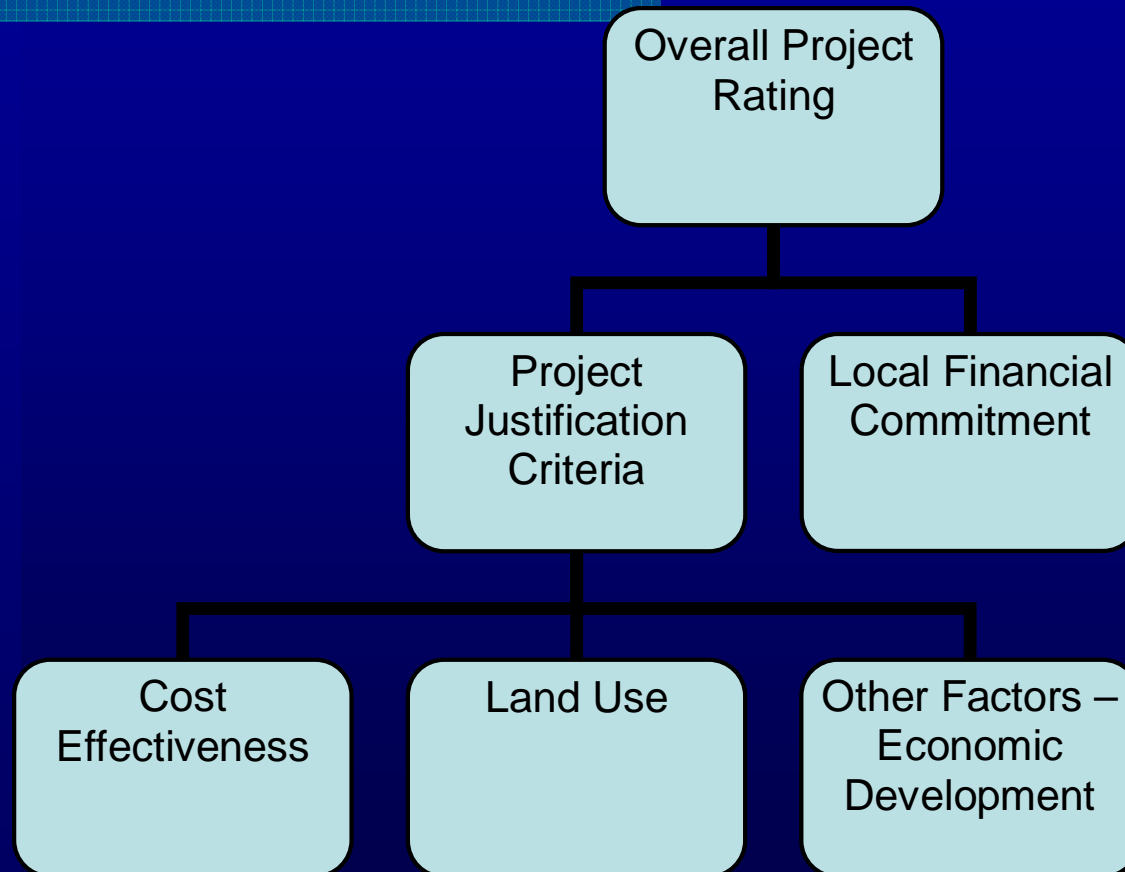 Overall Project
Rating
Project
Justification
Criteria
Local Financial
Commitment
Cost
Effectiveness
Land Use
Other Factors –
Economic
Development